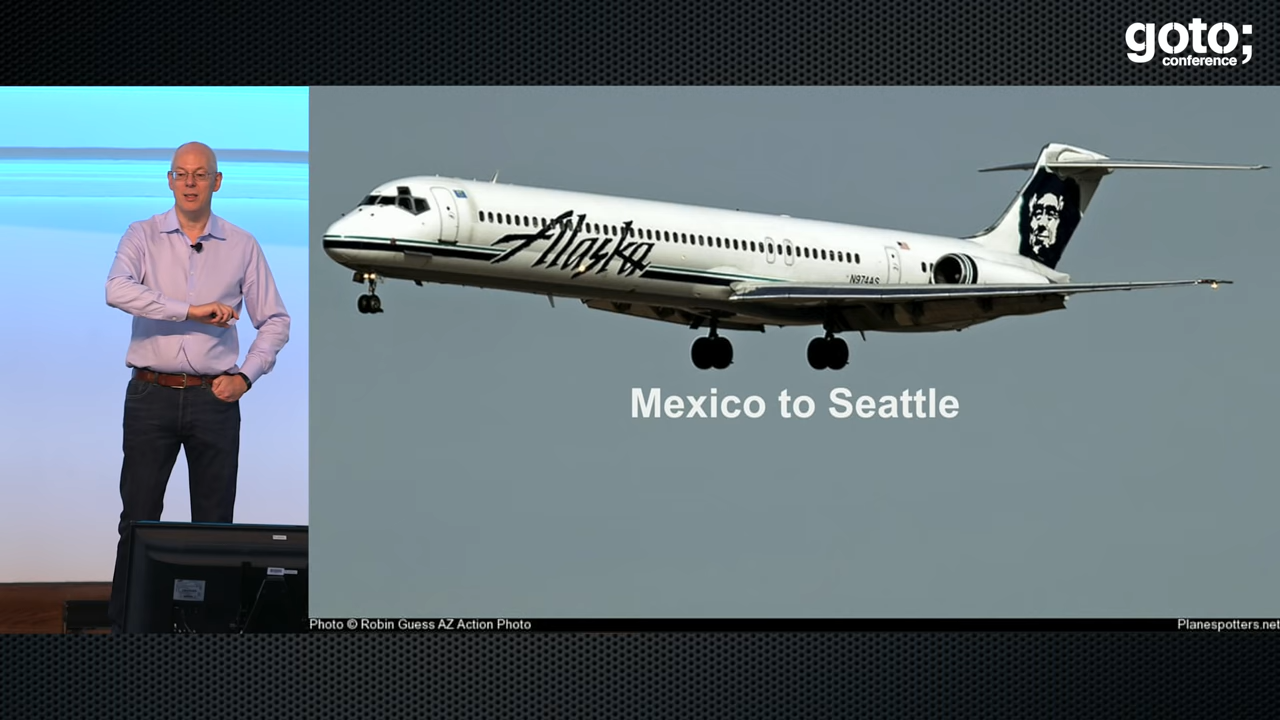 goto;
conference
Alaska
N974AS
Mexico to Seattle
Photo © Robin Guess AZ Action Photo
Planespotters.net